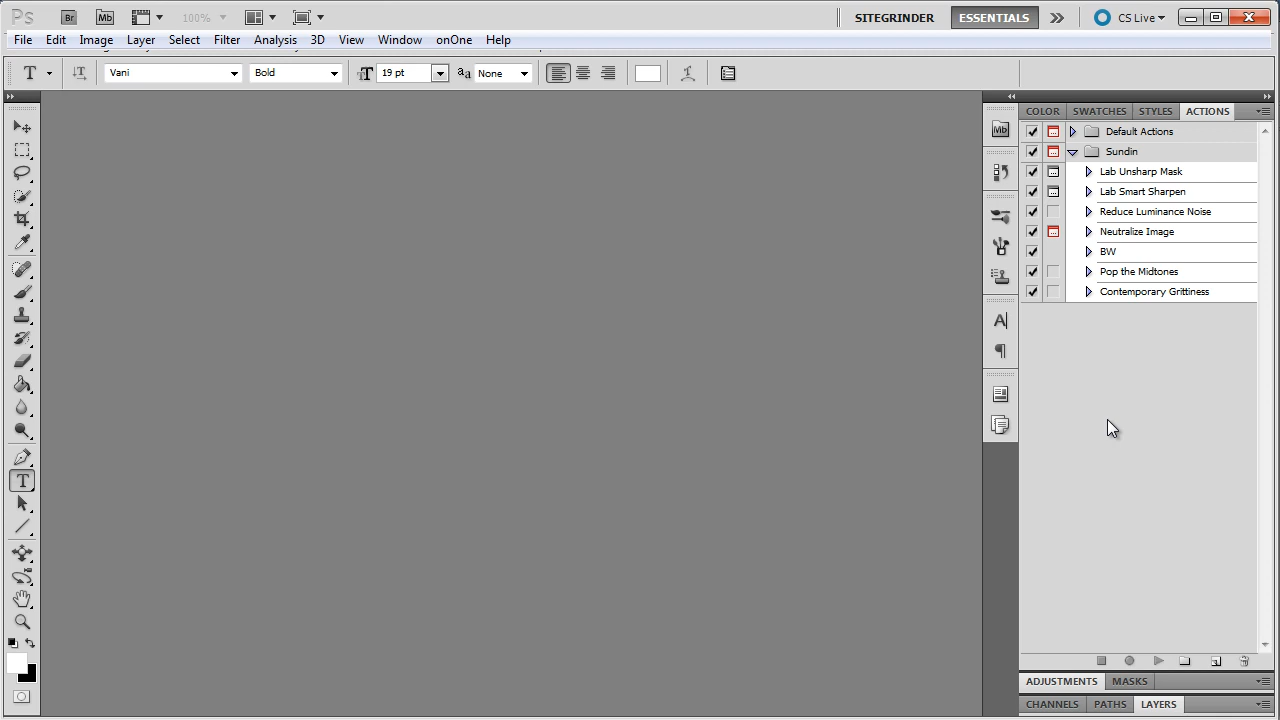 Ps Br Mb 100% SITEGRINDER ESSENTIALS CS Live
File Edit Image Layer Select Filter Analysis 3D View Window onOne Help
T Vani Bold 19 pt aa None
COLOR SWATCHES STYLES ACTIONS
Mb
Default Actions
Sundin
Lab Unsharp Mask
Lab Smart Sharpen
Reduce Luminance Noise
Neutralize Image
BW
Pop the Midtones
Contemporary Grittiness
ADJUSTMENTS MASKS
CHANNELS PATHS LAYERS